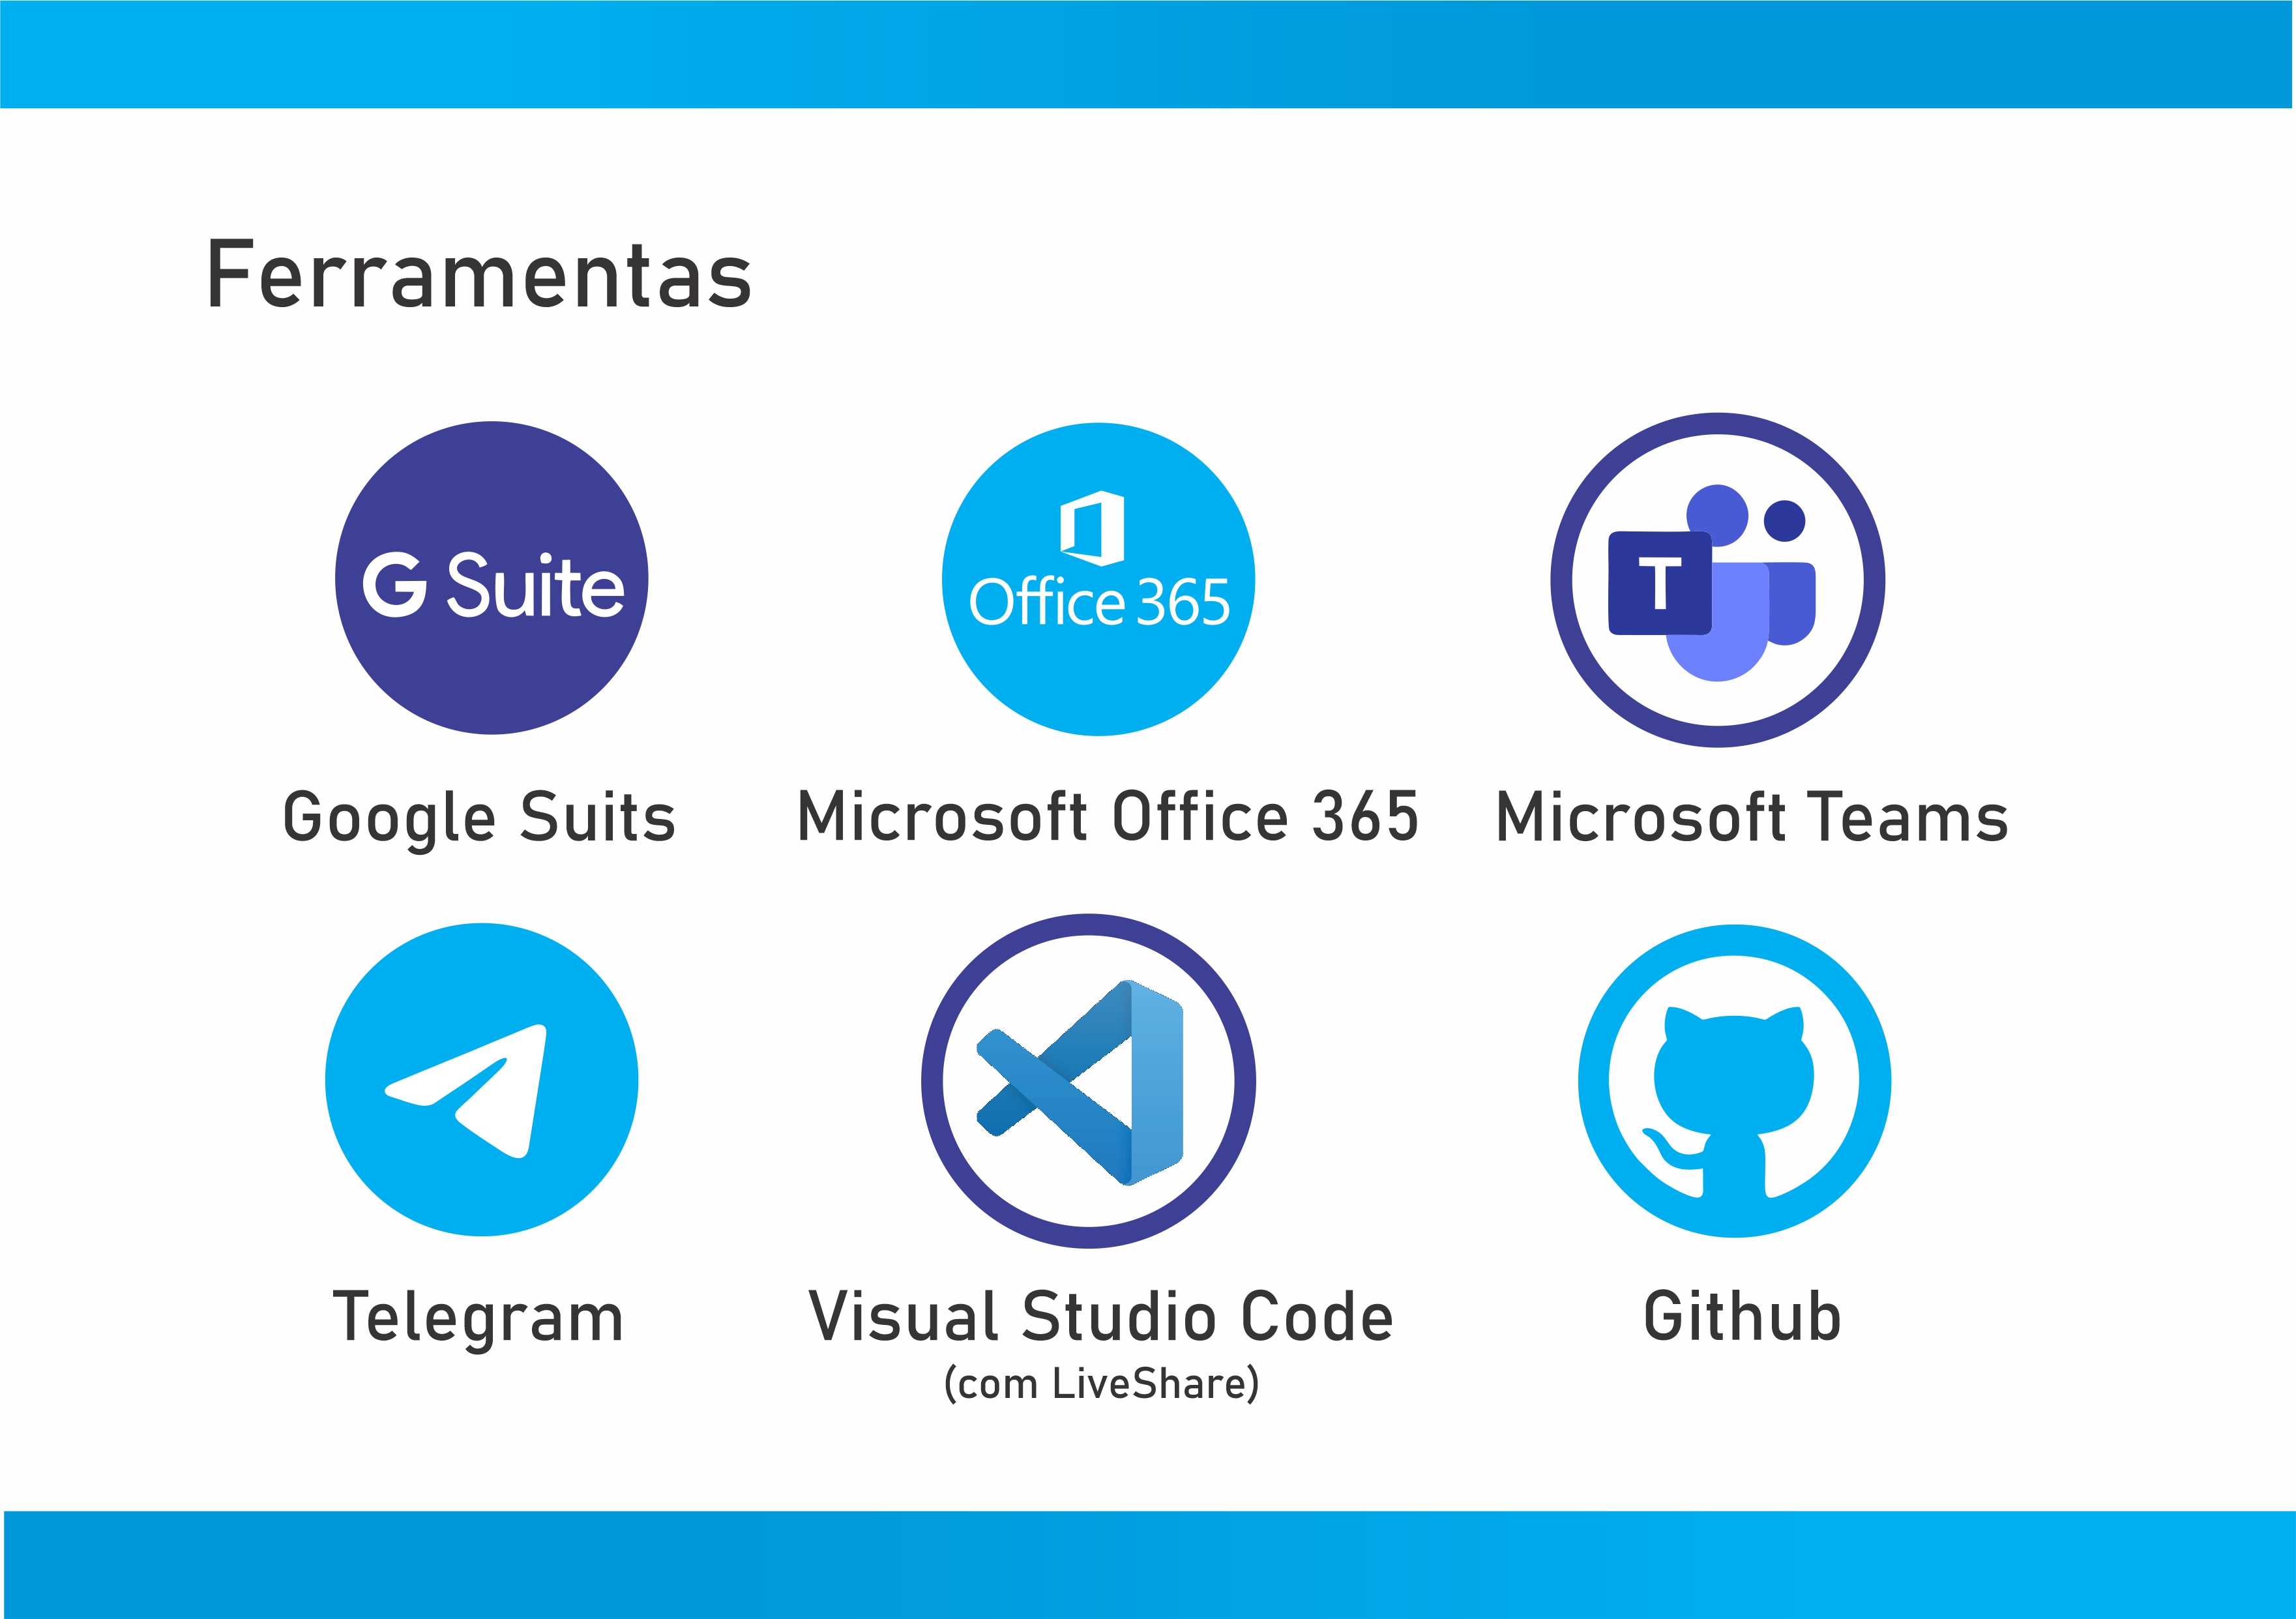 Ferramentas
G Suite
Office 365
T
Google Suits
Microsoft Office 365
Microsoft Teams
Telegram
Visual Studio Code
(com LiveShare)
Github